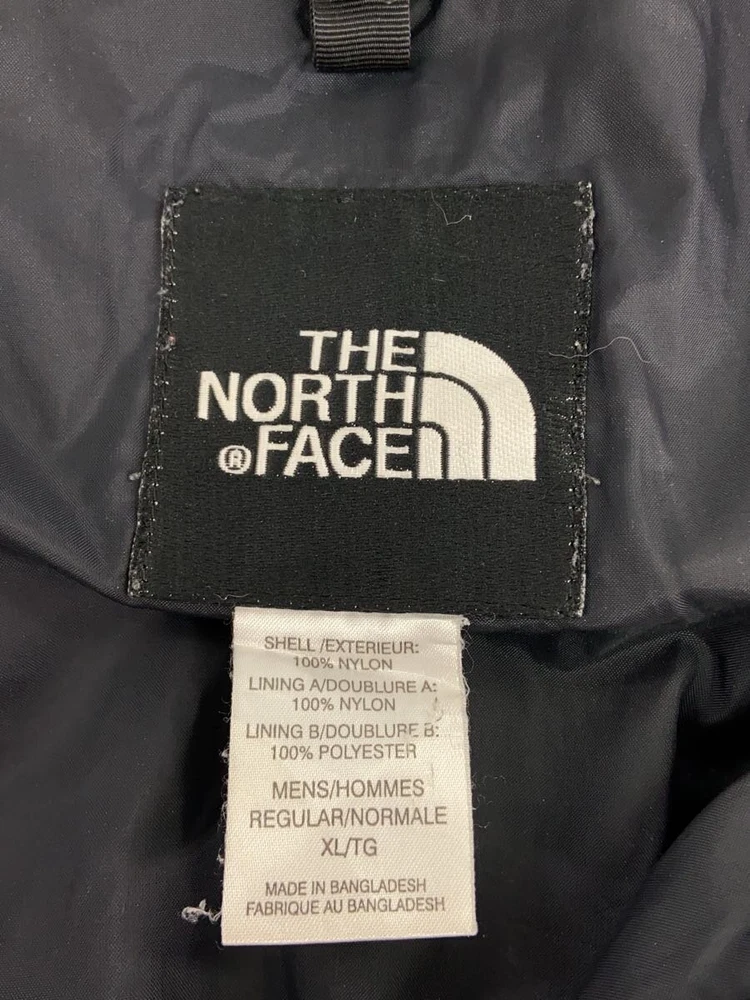 THE
NORTH
® FACE
SHELL /EXTERIEUR:
100% NYLON
LINING A/DOUBLURE A:
100% NYLON
LINING B/DOUBLURE B:
100% POLYESTER
MENS/HOMMES
REGULAR/NORMALE
XL/TG
MADE IN BANGLADESH
FABRIQUE AU BANGLADESH